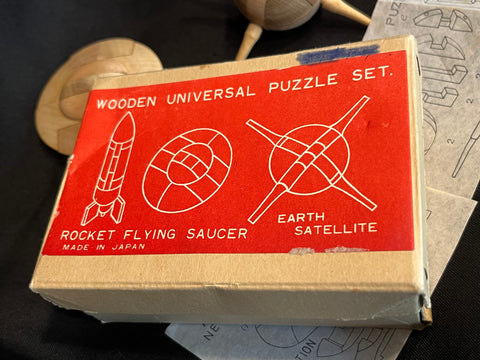 WOODEN UNIVERSAL PUZZLE SET.
ROCKET FLYING SAUCER
EARTH
SATELLITE
MADE IN JAPAN